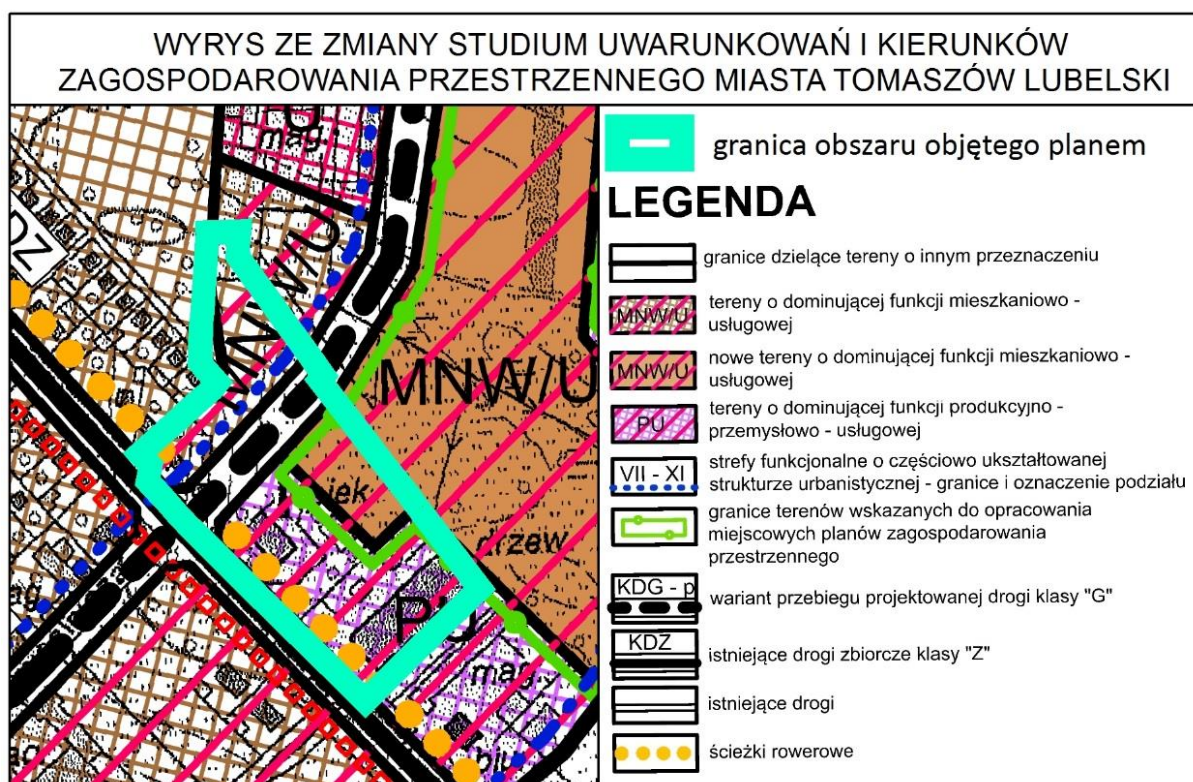 WYRYS ZE ZMIANY STUDIUM UWARUNKOWAŃ I KIERUNKÓW
ZAGOSPODAROWANIA PRZESTRZENNEGO MIASTA TOMASZÓW LUBELSKI
U
mag.
DZ
MNW/U
MNW/U
drzew
PU
mag
granica obszaru objętego planem
LEGENDA
granice dzielące tereny o innym przeznaczeniu
MNW/U
tereny o dominującej funkcji mieszkaniowo -
usługowej
MNW/U
nowe tereny o dominującej funkcji mieszkaniowo -
usługowej
PU
tereny o dominującej funkcji produkcyjno -
przemysłowo - usługowej
VII - XI
strefy funkcjonalne o częściowo ukształtowanej
strukturze urbanistycznej - granice i oznaczenie podziału
granice terenów wskazanych do opracowania
miejscowych planów zagospodarowania
przestrzennego
KDG - p
wariant przebiegu projektowanej drogi klasy "G"
KDZ
istniejące drogi zbiorcze klasy "Z"
istniejące drogi
ścieżki rowerowe